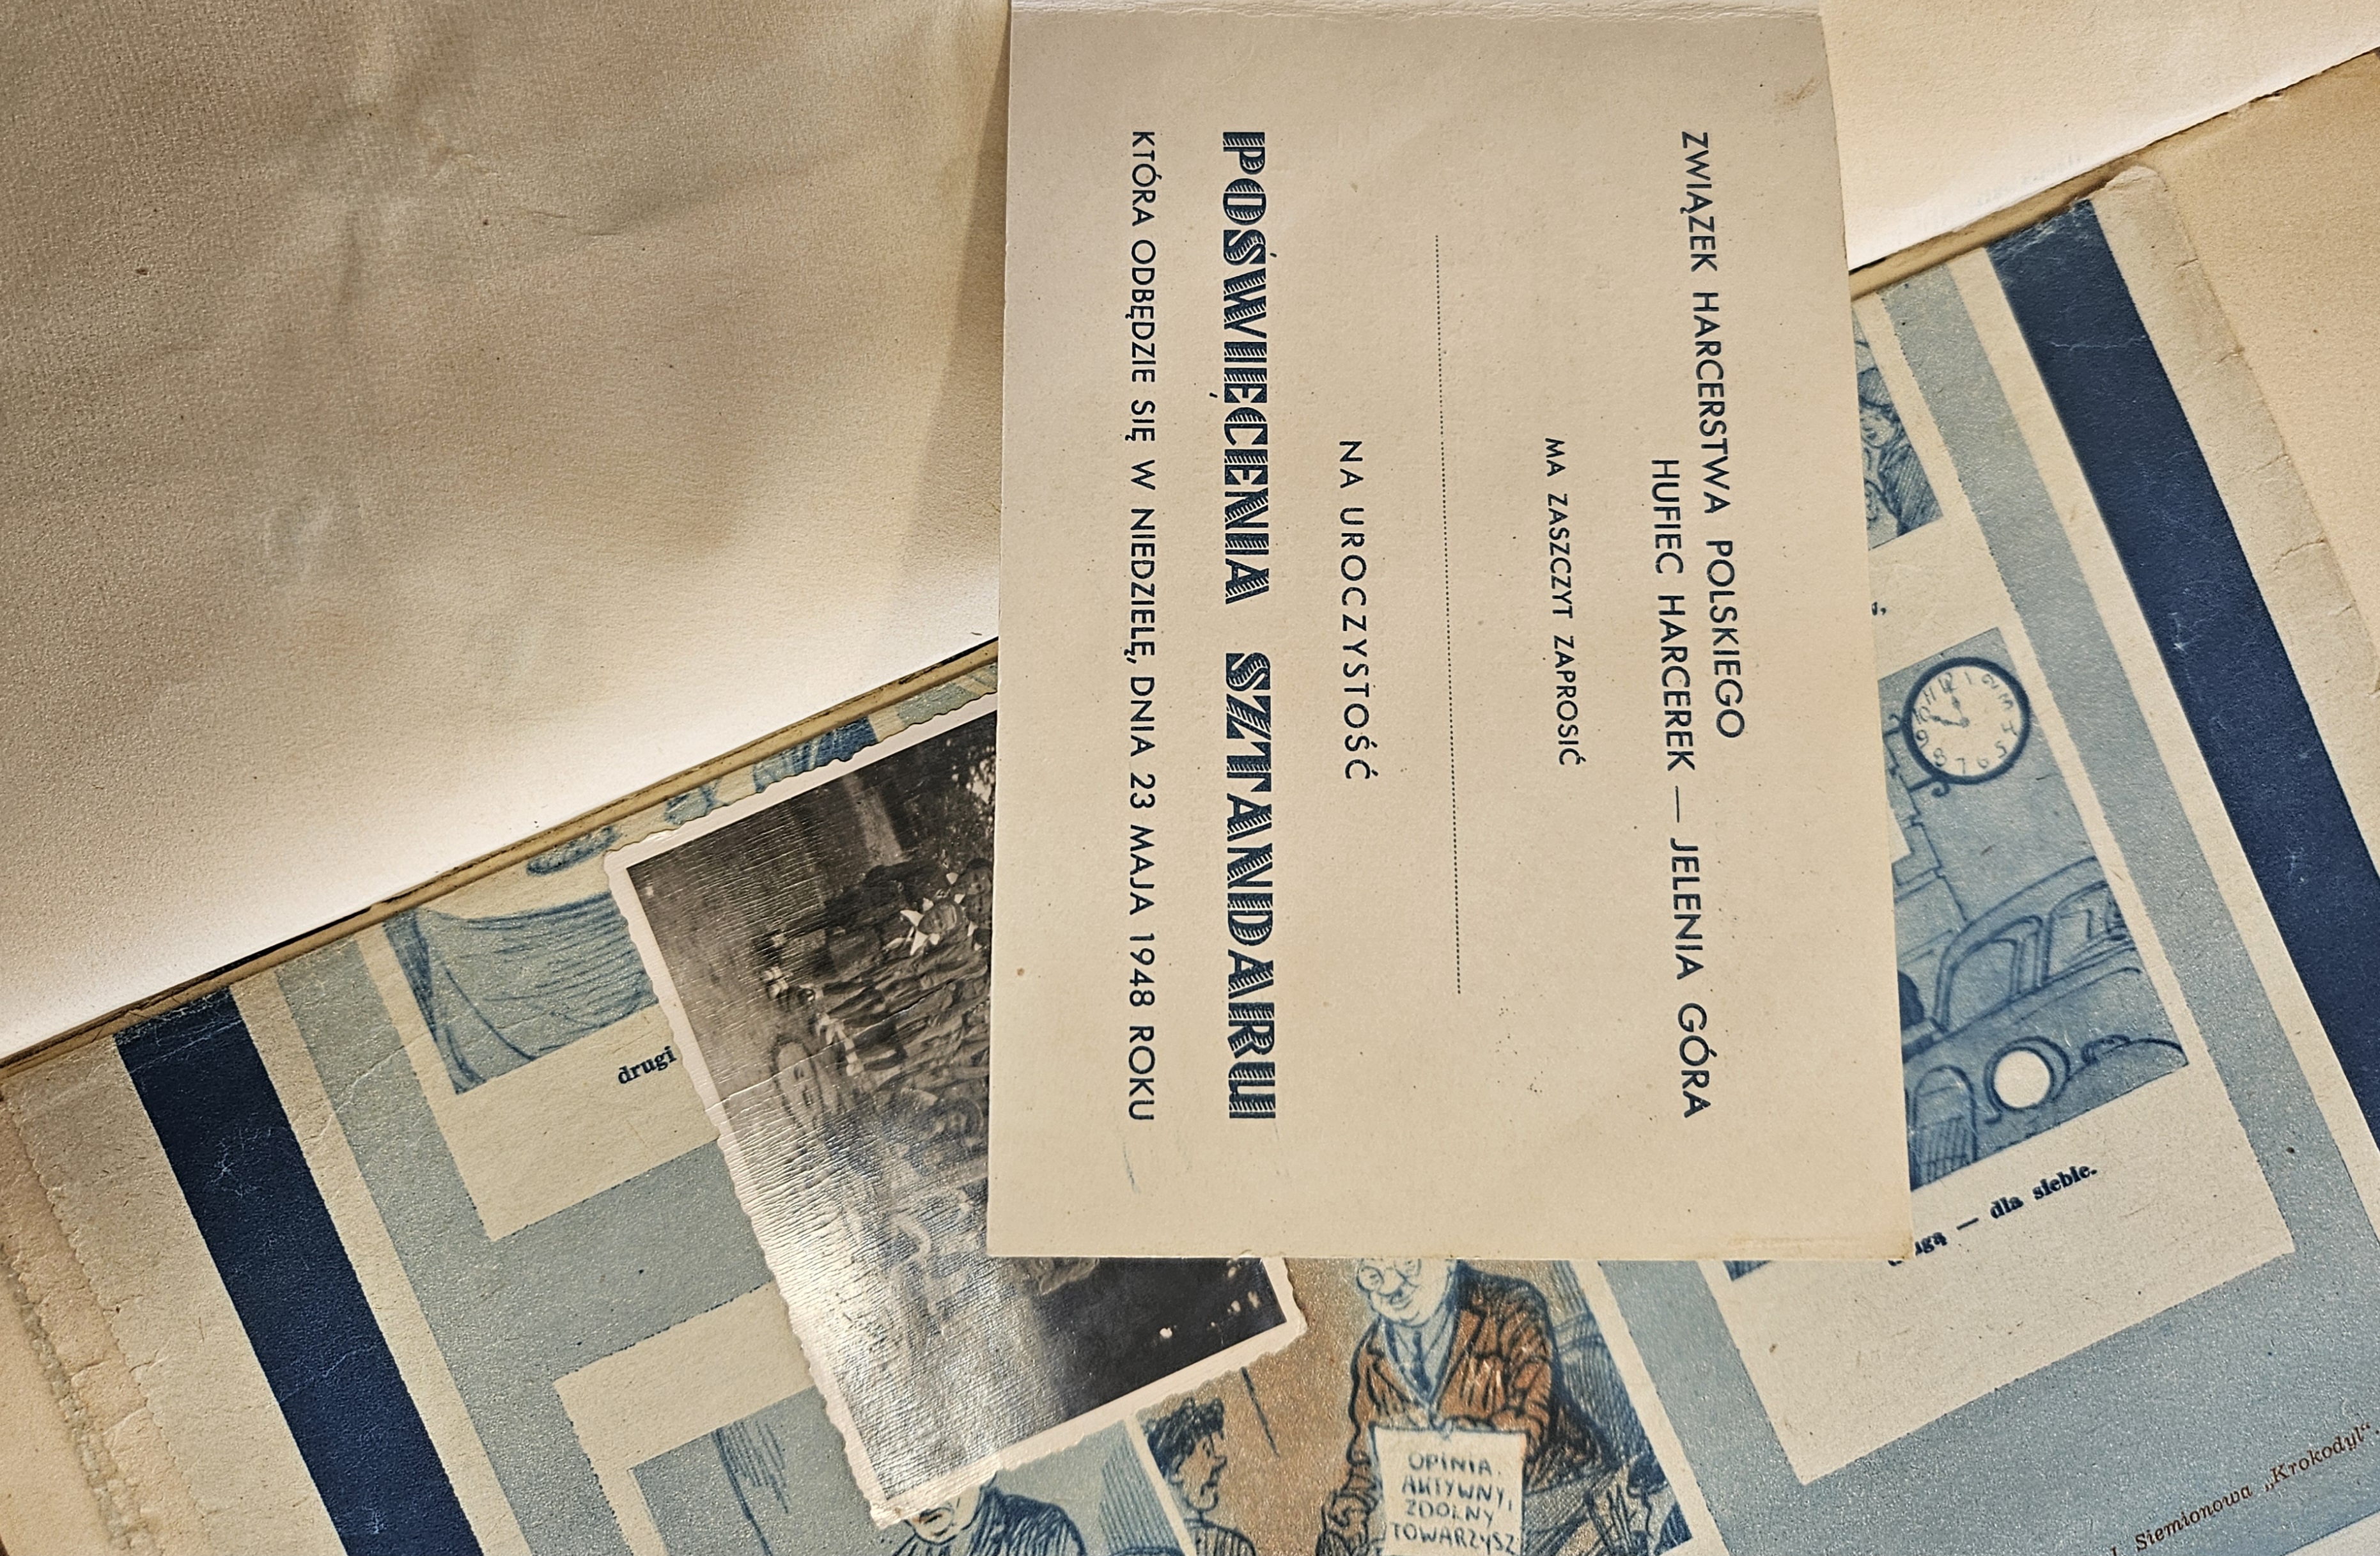 ZWIĄZEK HARCERSTWA POLSKIEGO
HUFIEC HARCEREK — JELENIA GÓRA
MA ZASZCZYT ZAPROSIĆ
NA UROCZYSTOŚĆ
POŚWIĘCENIA SZTANDARU
KTÓRA ODBĘDZIE SIĘ W NIEDZIELĘ, DNIA 23 MAJA 1948 ROKU
drugi
— dla siebie.
OPINIA.
AKTYWNY,
ZDOLNY
TOWARZYSZ
Siemionowa „Krokodyl"